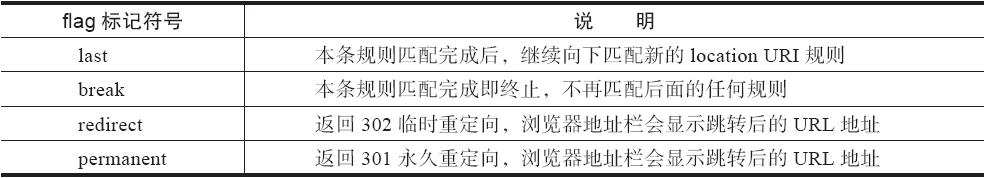 flag 标记符号 说 明
last 本条规则匹配完成后，继续向下匹配新的 location URI 规则
break 本条规则匹配完成即终止，不再匹配后面的任何规则
redirect 返回 302 临时重定向，浏览器地址栏会显示跳转后的 URL 地址
permanent 返回 301 永久重定向，浏览器地址栏会显示跳转后的 URL 地址